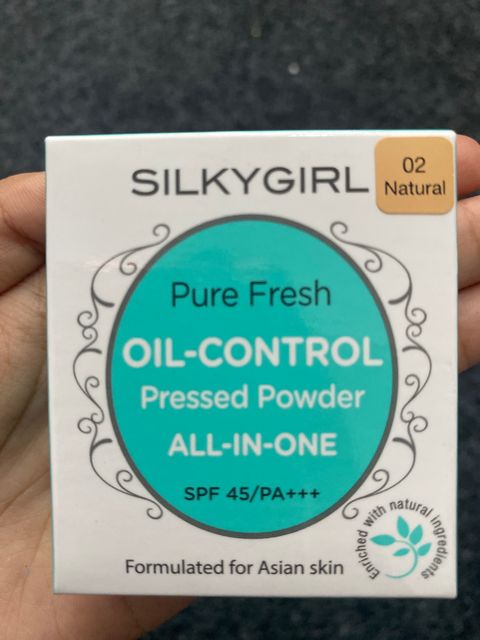 SILKYGIRL
02
Natural
Pure Fresh
OIL-CONTROL
Pressed Powder
ALL-IN-ONE
SPF 45/PA+++
Formulated for Asian skin
Enriched with natural ingredients